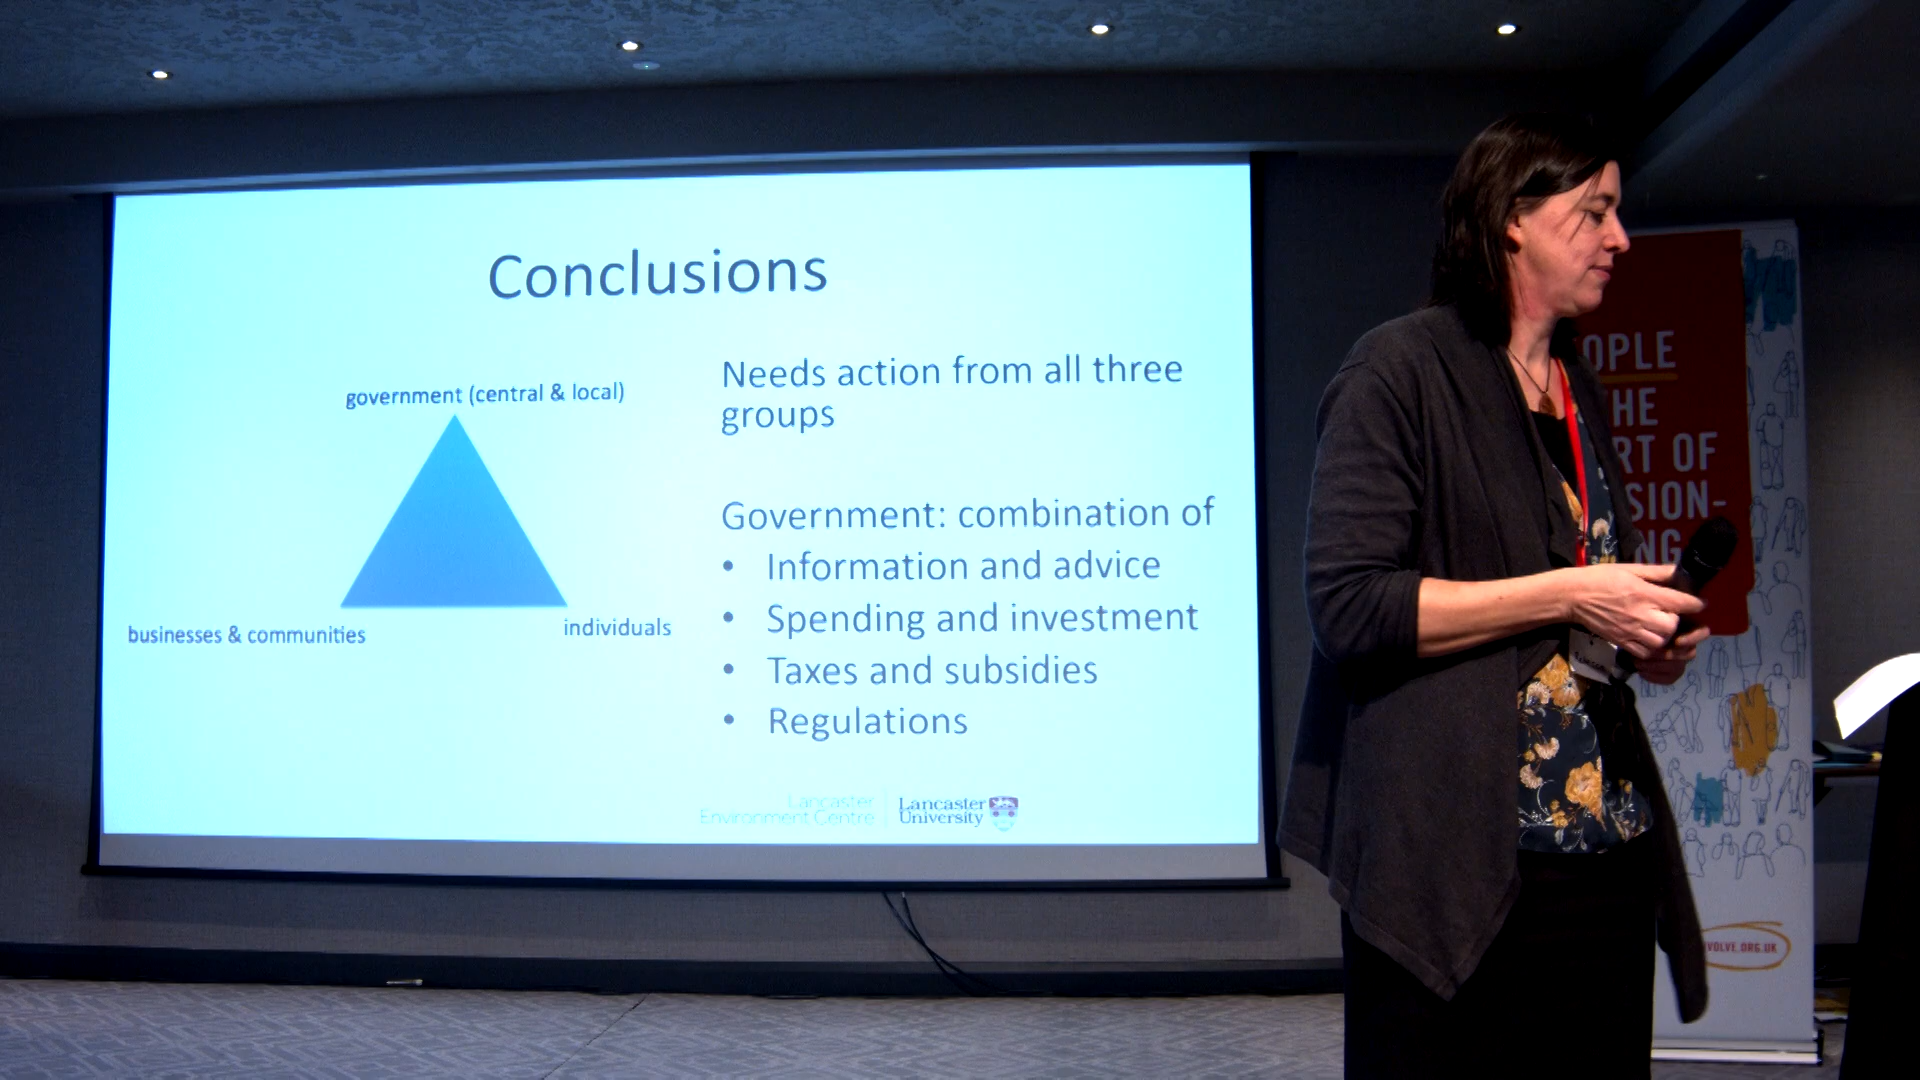 Conclusions
government (central & local)
businesses & communities
individuals
Needs action from all three
groups
Government: combination of
• Information and advice
• Spending and investment
• Taxes and subsidies
• Regulations
Lancaster
Environment Centre
Lancaster
University
OPLE
HE
RT OF
SION-
NG
VOLVE.ORG.UK